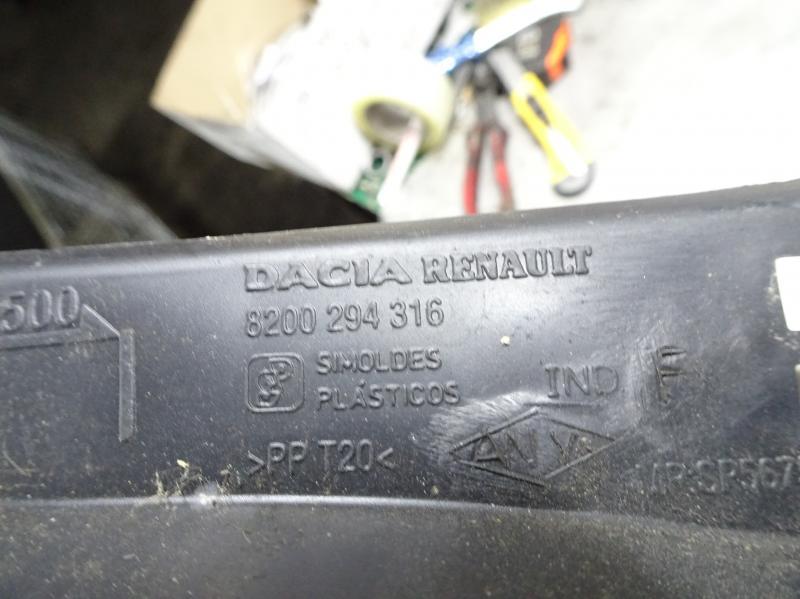 DACIA RENAULT
500
8200 294 316
SIMOLDES
PLÁSTICOS
IND F
>PP T20<